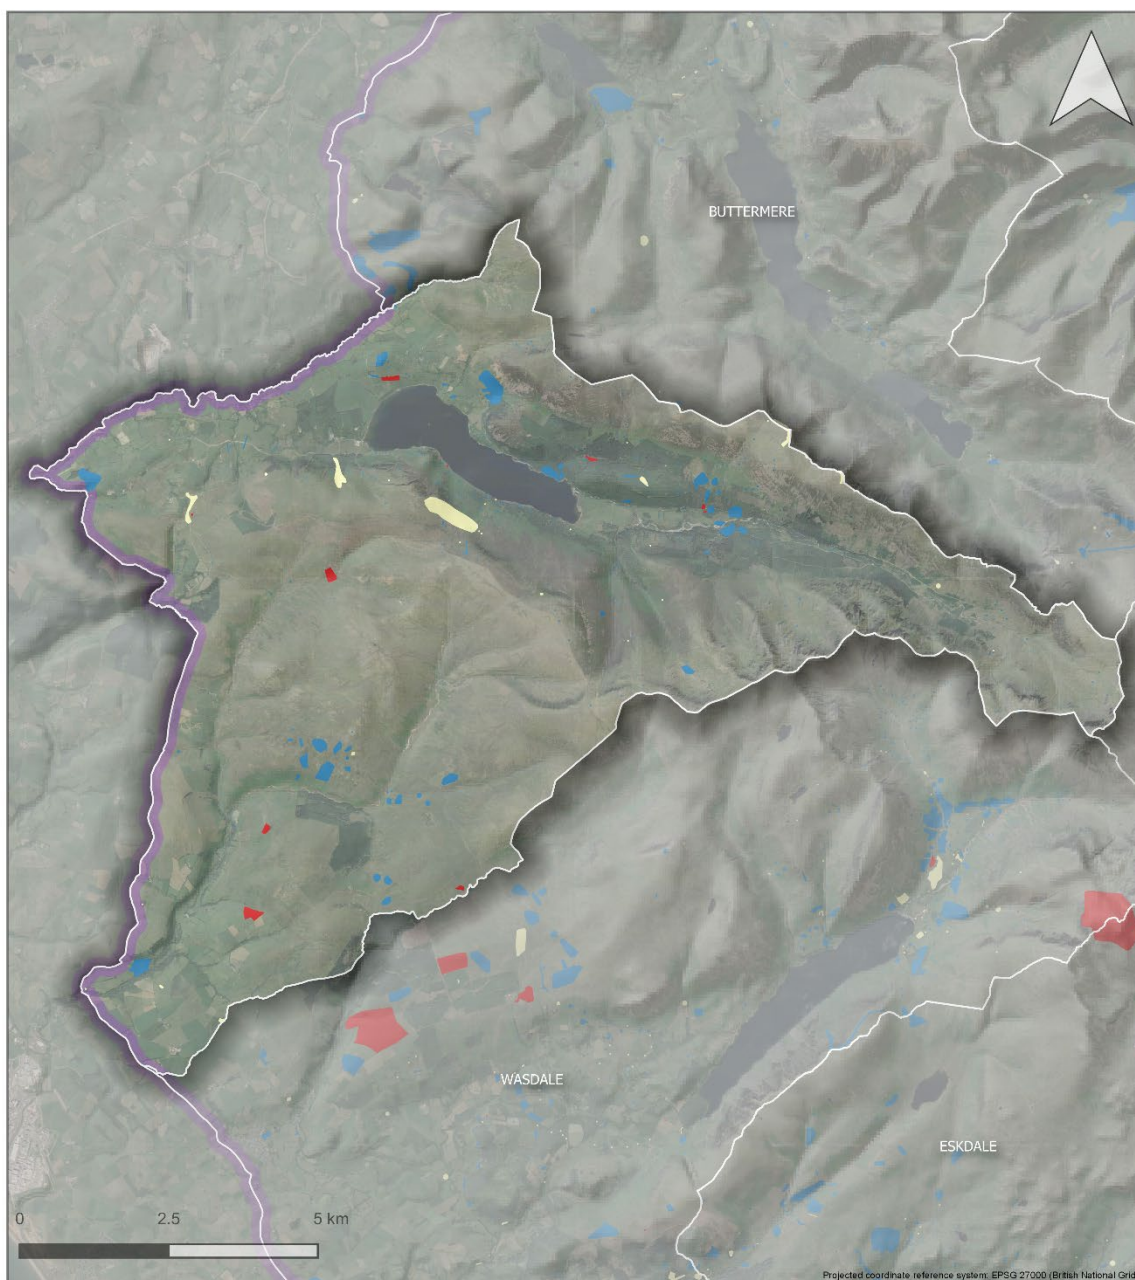 BUTTERMERE
WASDALE
ESKDALE
0 2.5 5 km
Projected coordinate reference system: EPSG 27000 (British National Grid